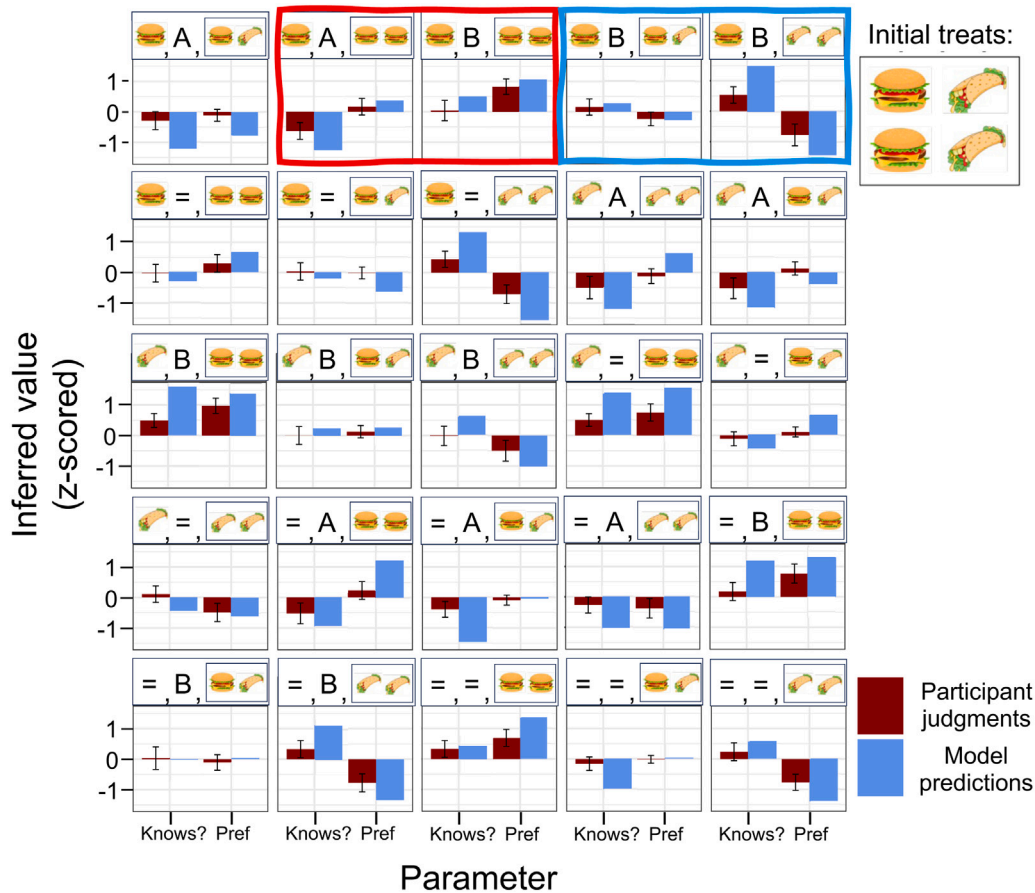 , A,
, A,
, B,
, B,
, B,
Initial treats:
1
0
-1
, =,
, =,
, =,
, A,
, A,
1
0
-1
, B,
, B,
, B,
, =,
, =,
1
0
-1
, =,
= , A,
= , A,
= , A,
= , B,
1
0
-1
= , B,
= , B,
= , = ,
= , = ,
= , = ,
1
0
-1
Knows? Pref
Knows? Pref
Knows? Pref
Knows? Pref
Knows? Pref
Parameter
Inferred value
(z-scored)
Participant
judgments
Model
predictions